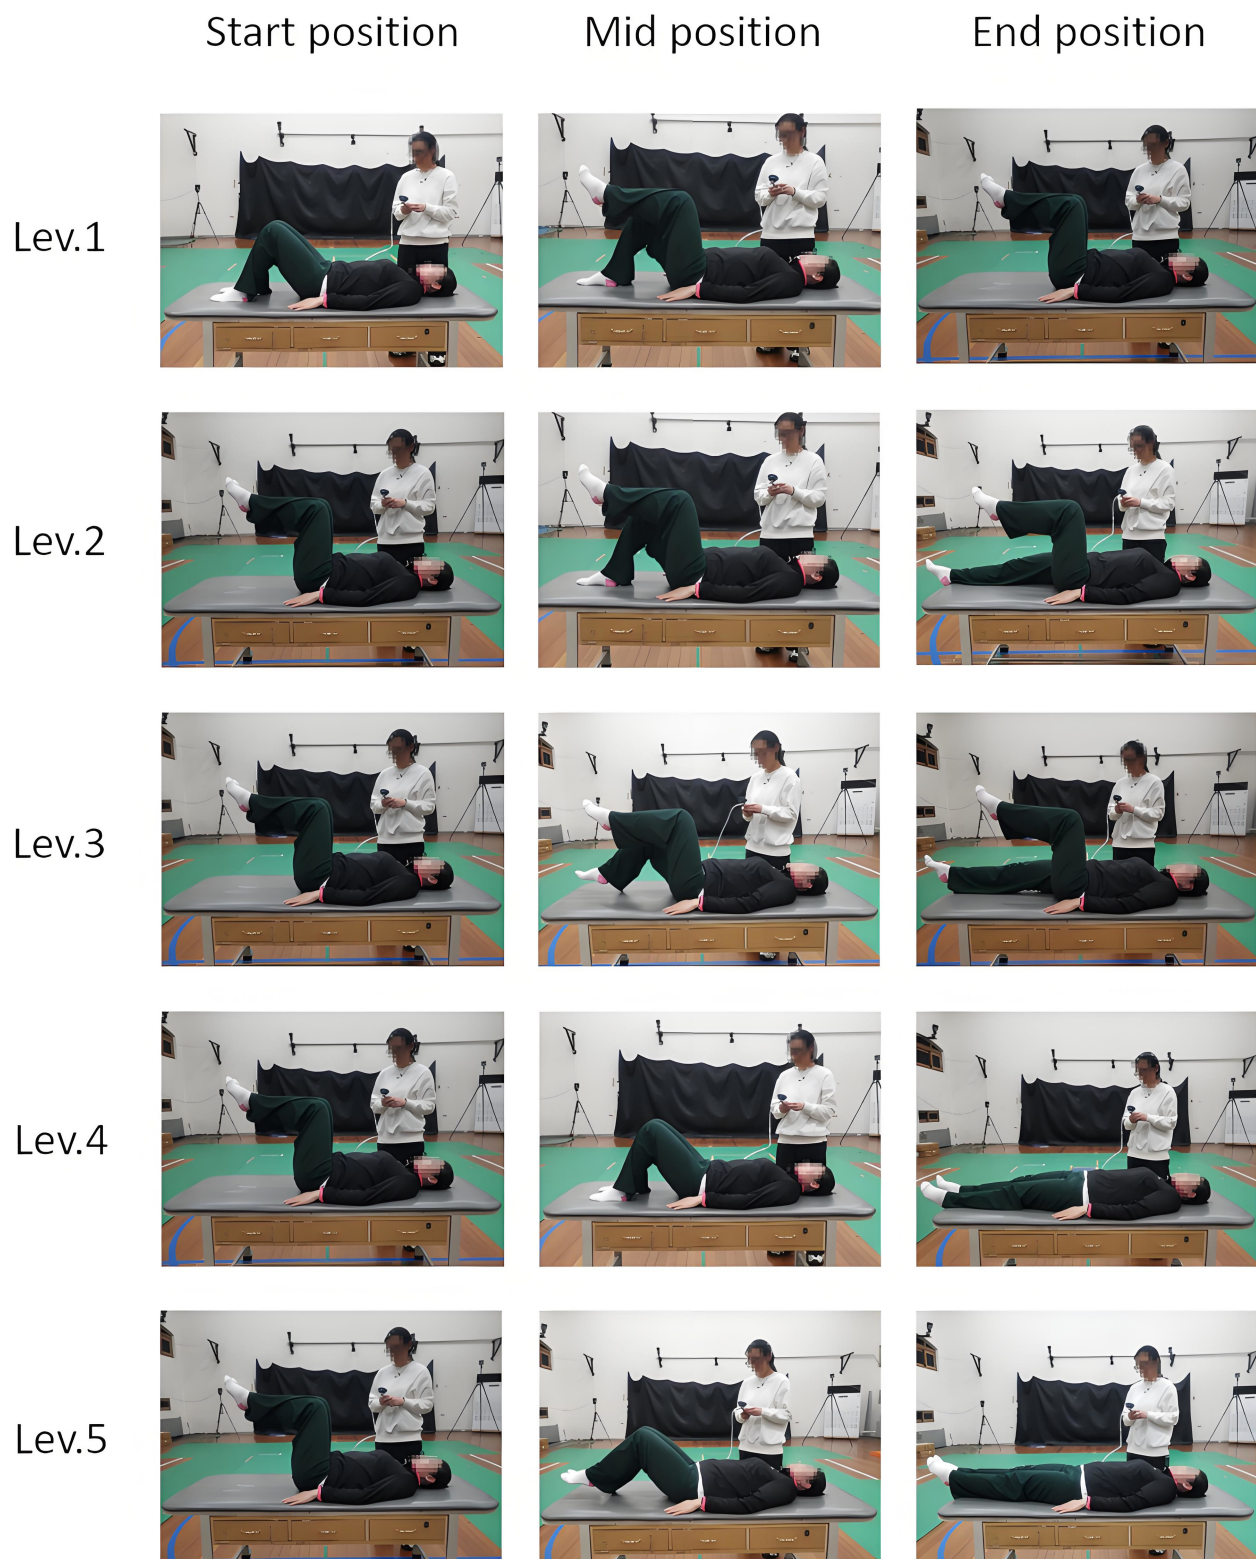 Start position
Mid position
End position
Lev.1
Lev.2
Lev.3
Lev.4
Lev.5